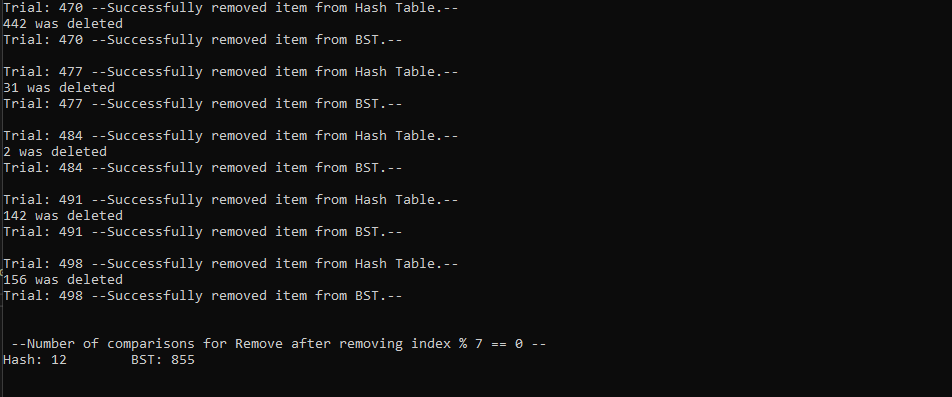 Trial: 470 --Successfully removed item from Hash Table.--
442 was deleted
Trial: 470 --Successfully removed item from BST.--
Trial: 477 --Successfully removed item from Hash Table.--
31 was deleted
Trial: 477 --Successfully removed item from BST.--
Trial: 484 --Successfully removed item from Hash Table.--
2 was deleted
Trial: 484 --Successfully removed item from BST.--
Trial: 491 --Successfully removed item from Hash Table.--
142 was deleted
Trial: 491 --Successfully removed item from BST.--
Trial: 498 --Successfully removed item from Hash Table.--
156 was deleted
Trial: 498 --Successfully removed item from BST.--
--Number of comparisons for Remove after removing index % 7 == 0 --
Hash: 12        BST: 855